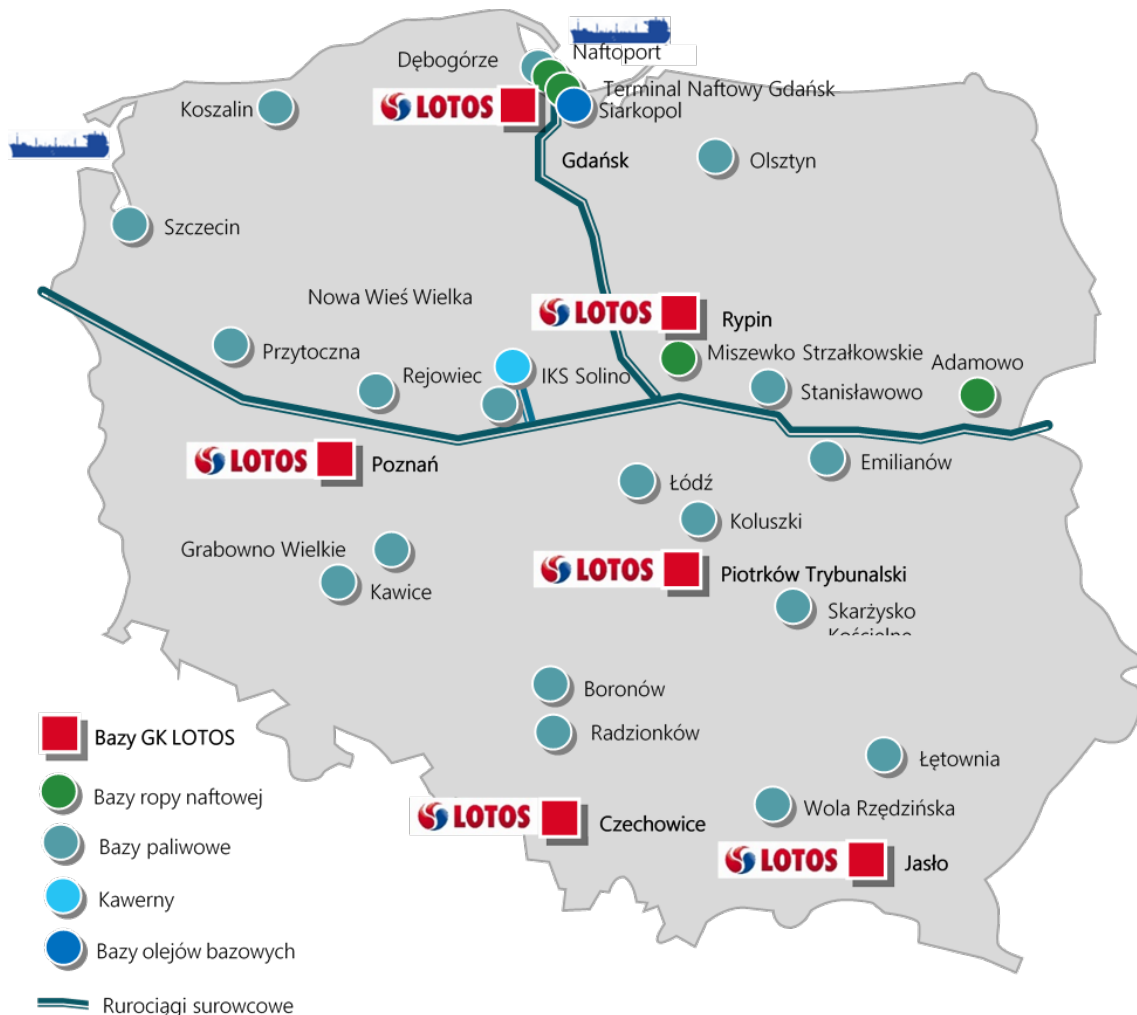 Naftoport
Dębogórze
Terminal Naftowy Gdańsk
Koszalin
LOTOS
Siarkopol
Gdańsk
Olsztyn
Szczecin
Nowa Wieś Wielka
LOTOS
Rypin
Przytoczna
Rejowiec
IKS Solino
Miszewko Strzałkowskie
Adamowo
Stanisławowo
LOTOS
Poznań
Emilianów
Łódź
Koluszki
Grabowno Wielkie
Kawice
LOTOS
Piotrków Trybunalski
Skarżysko
Kościelne
Boronów
Radzionków
Łętownia
Wola Rzędzińska
LOTOS
Czechowice
LOTOS
Jasło
Bazy GK LOTOS
Bazy ropy naftowej
Bazy paliwowe
Kawerny
Bazy olejów bazowych
Rurociągi surowcowe